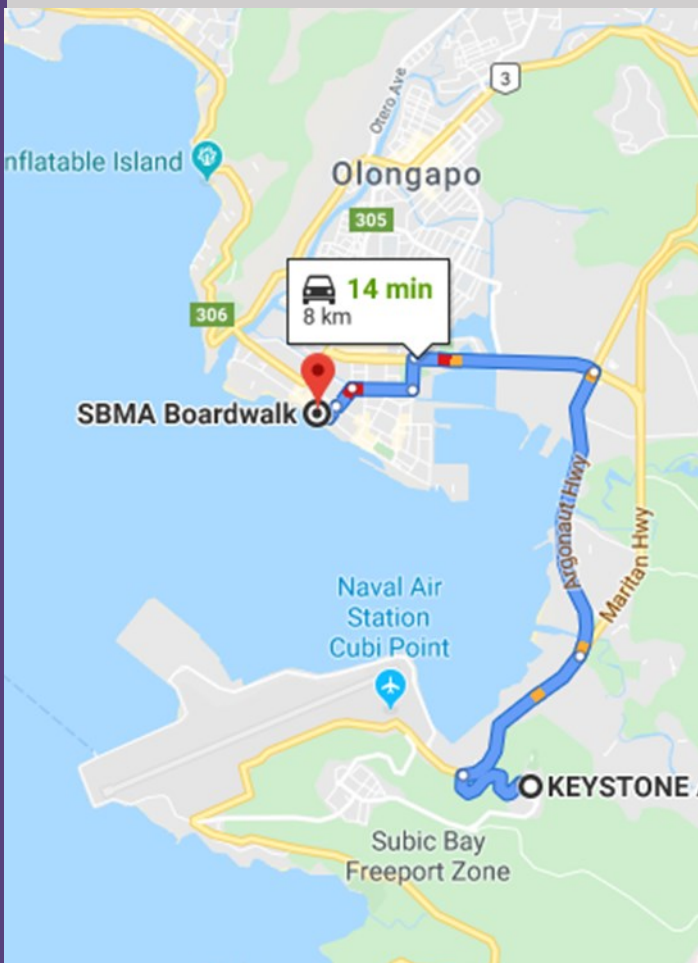 3
Otero Ave
nflatable Island
Olongapo
305
14 min
8 km
306
SBMA Boardwalk
Argonaut Hwy
Maritan Hwy
Naval Air
Station
Cubi Point
KEYSTONE
Subic Bay
Freeport Zone